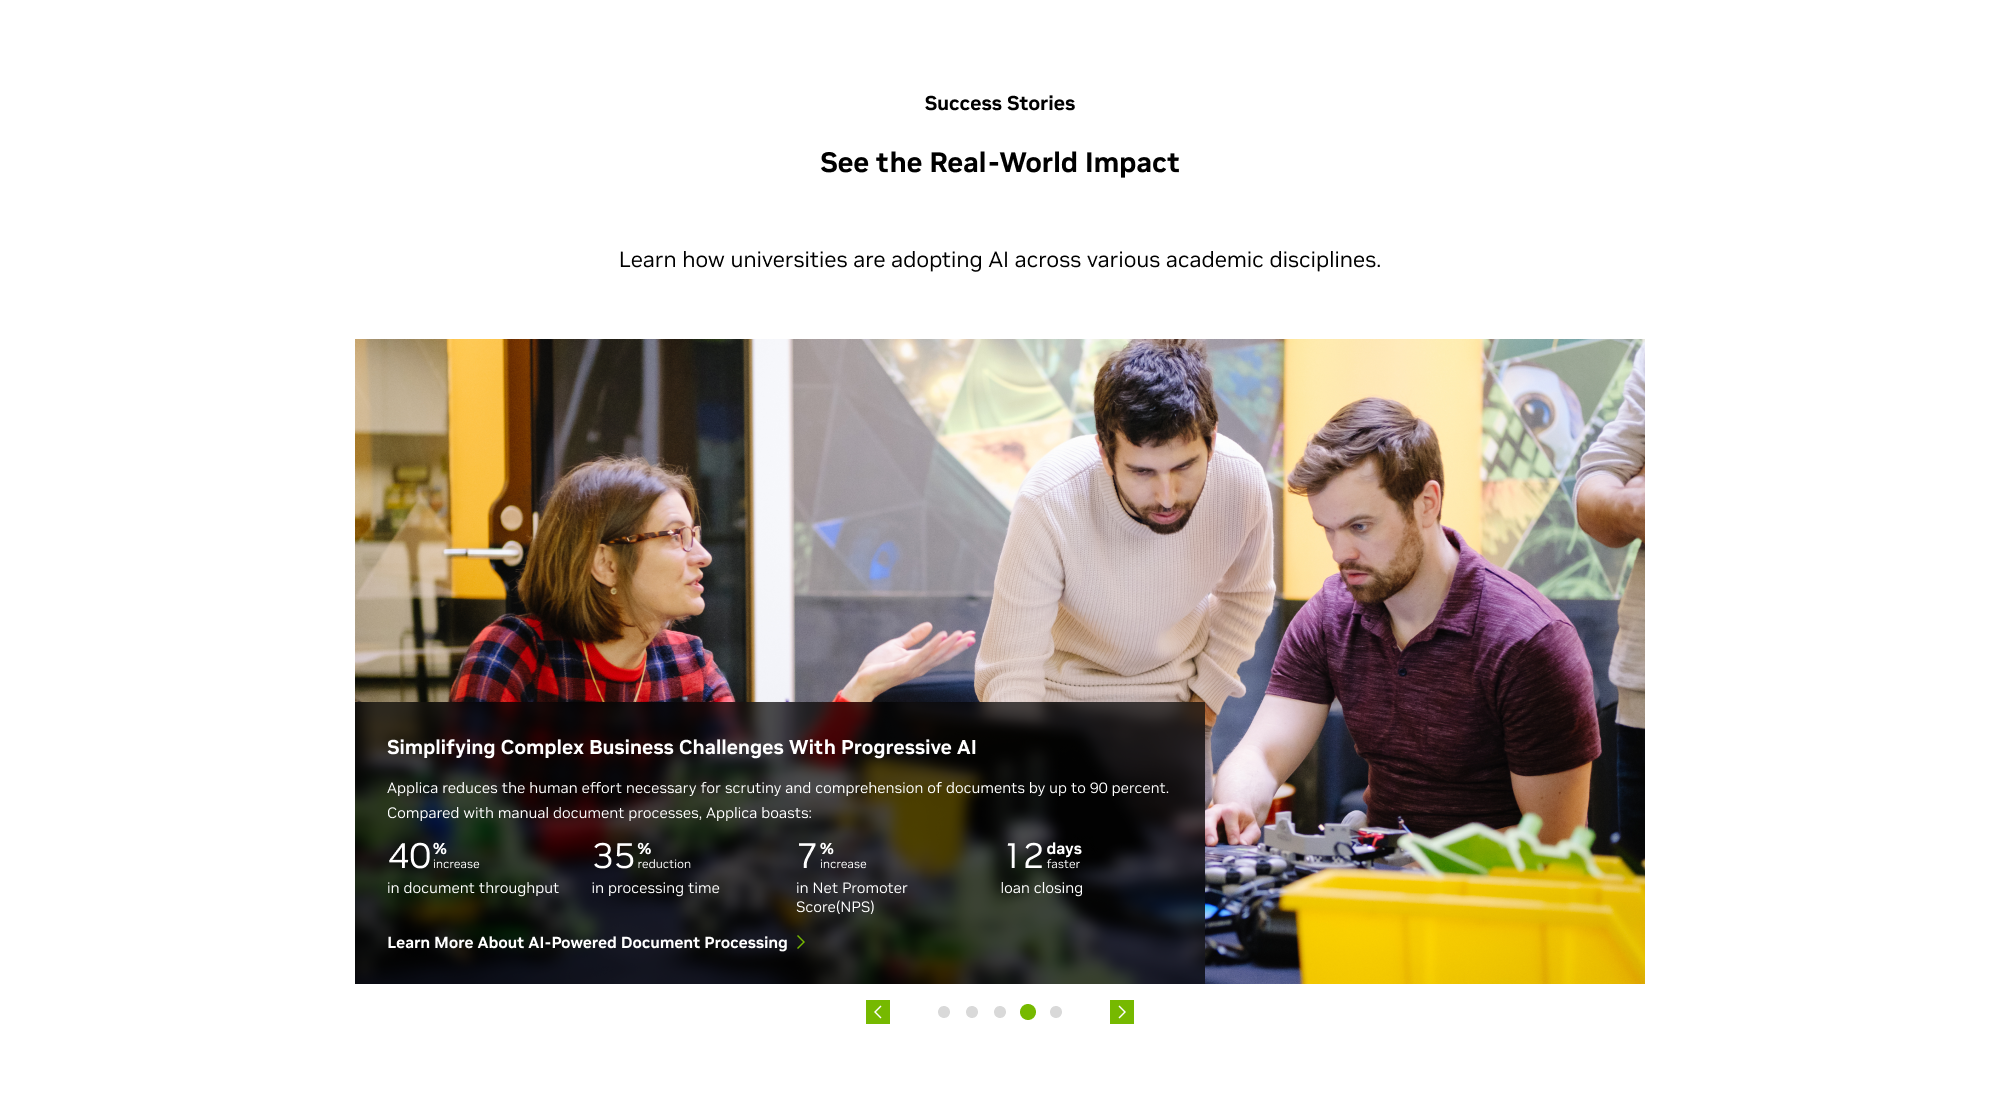 Success Stories
See the Real-World Impact
Learn how universities are adopting AI across various academic disciplines.
Simplifying Complex Business Challenges With Progressive AI
Applica reduces the human effort necessary for scrutiny and comprehension of documents by up to 90 percent.
Compared with manual document processes, Applica boasts:
40% increase
in document throughput
35% reduction
in processing time
7% increase
in Net Promoter
Score(NPS)
12 days faster
loan closing
Learn More About AI-Powered Document Processing